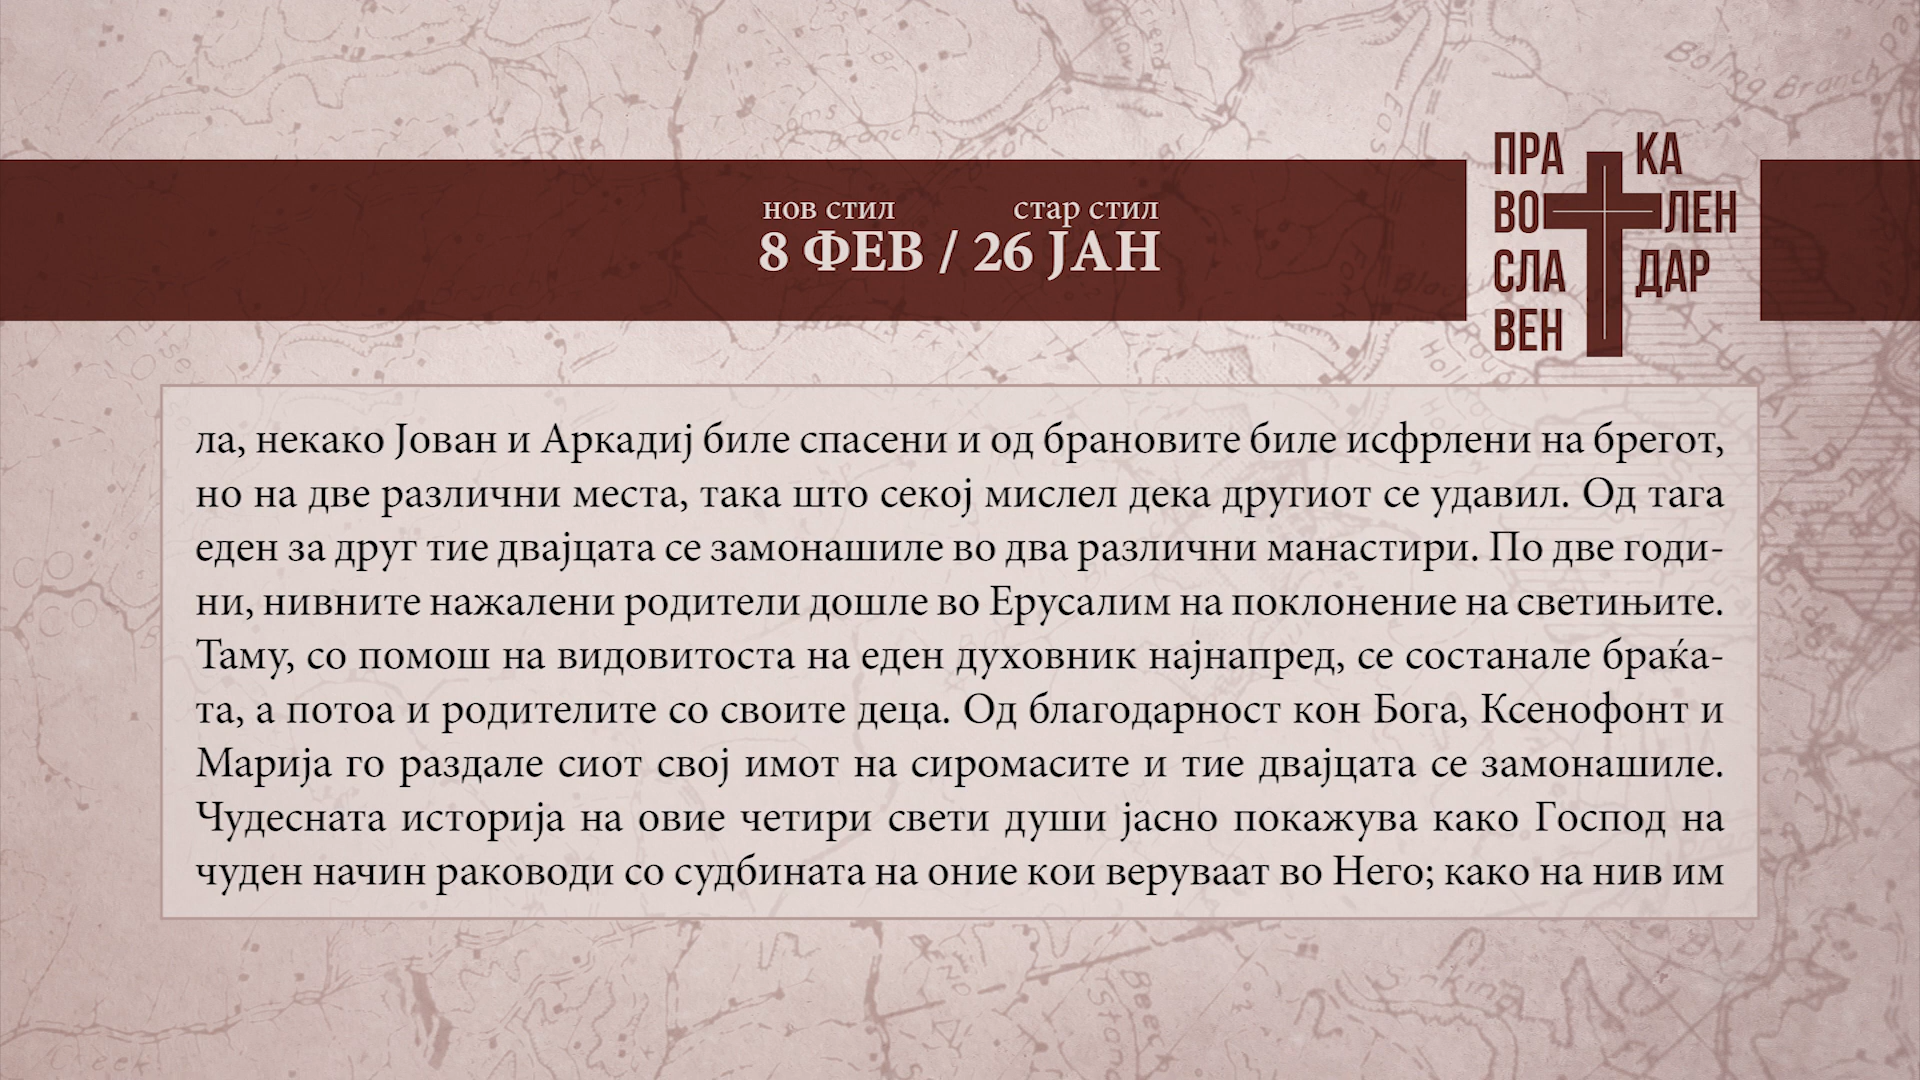 нов стил стар стил
8 ФЕВ / 26 ЈАН
ПРА
ВО
СЛА
ВЕН
КА
ЛЕН
ДАР
ла, некако Јован и Аркадиј биле спасени и од брановите биле исфрлени на брегот,
но на две различни места, така што секој мислел дека другиот се удавил. Од тага
еден за друг тие двајцата се замонашиле во два различни манастири. По две годи-
ни, нивните нажалени родители дошле во Ерусалим на поклонение на светињите.
Таму, со помош на видовитоста на еден духовник најнапред, се состанале браќа-
та, а потоа и родителите со своите деца. Од благодарност кон Бога, Ксенофонт и
Марија го раздале сиот свој имот на сиромасите и тие двајцата се замонашиле.
Чудесната историја на овие четири свети души јасно покажува како Господ на
чуден начин раководи со судбината на оние кои веруваат во Него; како на нив им
Boling Branch
Creek